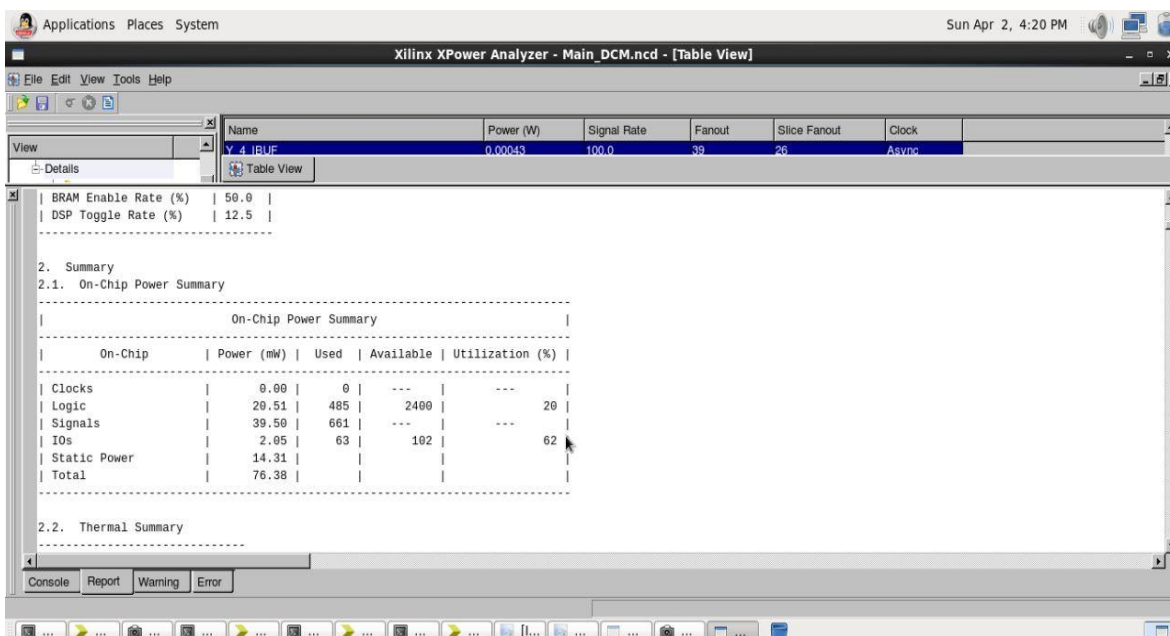 Applications Places System
Sun Apr 2, 4:20 PM
Xilinx XPower Analyzer - Main_DCM.ncd - [Table View]
File Edit View Tools Help
Name Power (W) Signal Rate Fanout Slice Fanout Clock
View
Y_4_IBUF 0.00043 100.0 39 26 Async
Details
Table View
| BRAM Enable Rate (%) | 50.0 |
| DSP Toggle Rate (%) | 12.5 |
---------------------------------
2. Summary
2.1. On-Chip Power Summary
---------------------------------------------------------------------------
| On-Chip Power Summary |
---------------------------------------------------------------------------
| On-Chip | Power (mW) | Used | Available | Utilization (%) |
---------------------------------------------------------------------------
| Clocks | 0.00 | 0 | --- | --- |
| Logic | 20.51 | 485 | 2400 | 20 |
| Signals | 39.50 | 661 | --- | --- |
| IOs | 2.05 | 63 | 102 | 62 |
| Static Power | 14.31 | | | |
| Total | 76.38 | | | |
---------------------------------------------------------------------------
2.2. Thermal Summary
-----------------------------
Console Report Warning Error
... ... ... ... ... ... ... ... ... [I... ... ... ... ...